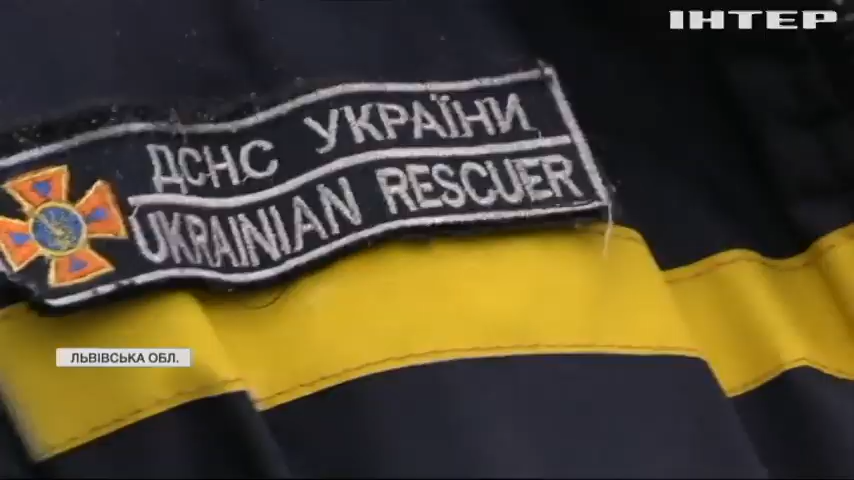 ІНТЕР
ДСНС УКРАЇНИ
UKRAINIAN RESCUER
ЛЬВІВСЬКА ОБЛ.